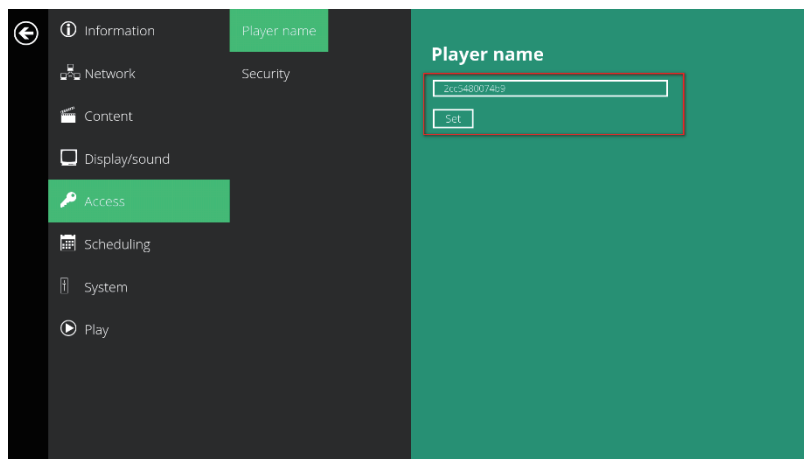 Information
Network
Content
Display/sound
Access
Scheduling
System
Play
Player name
Security
Player name
2cc5480074b9
Set